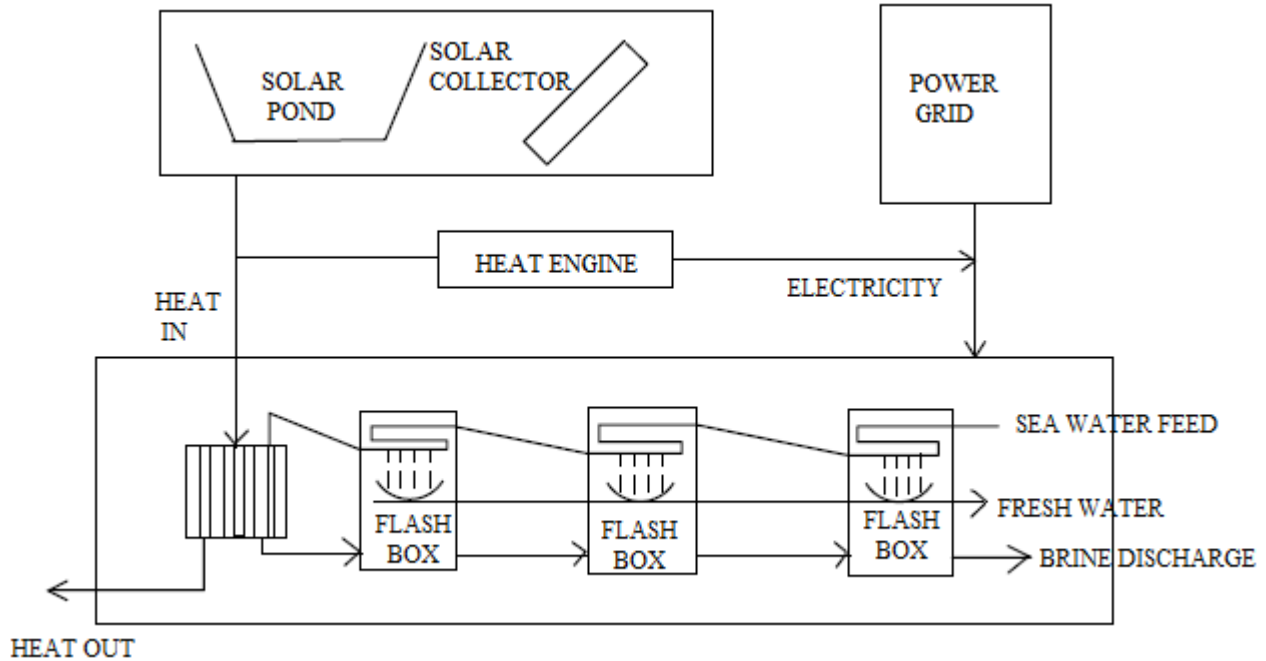 SOLAR
POND
SOLAR
COLLECTOR
POWER
GRID
HEAT ENGINE
ELECTRICITY
HEAT
IN
SEA WATER FEED
FRESH WATER
FLASH
BOX
FLASH
BOX
FLASH
BOX
BRINE DISCHARGE
HEAT OUT